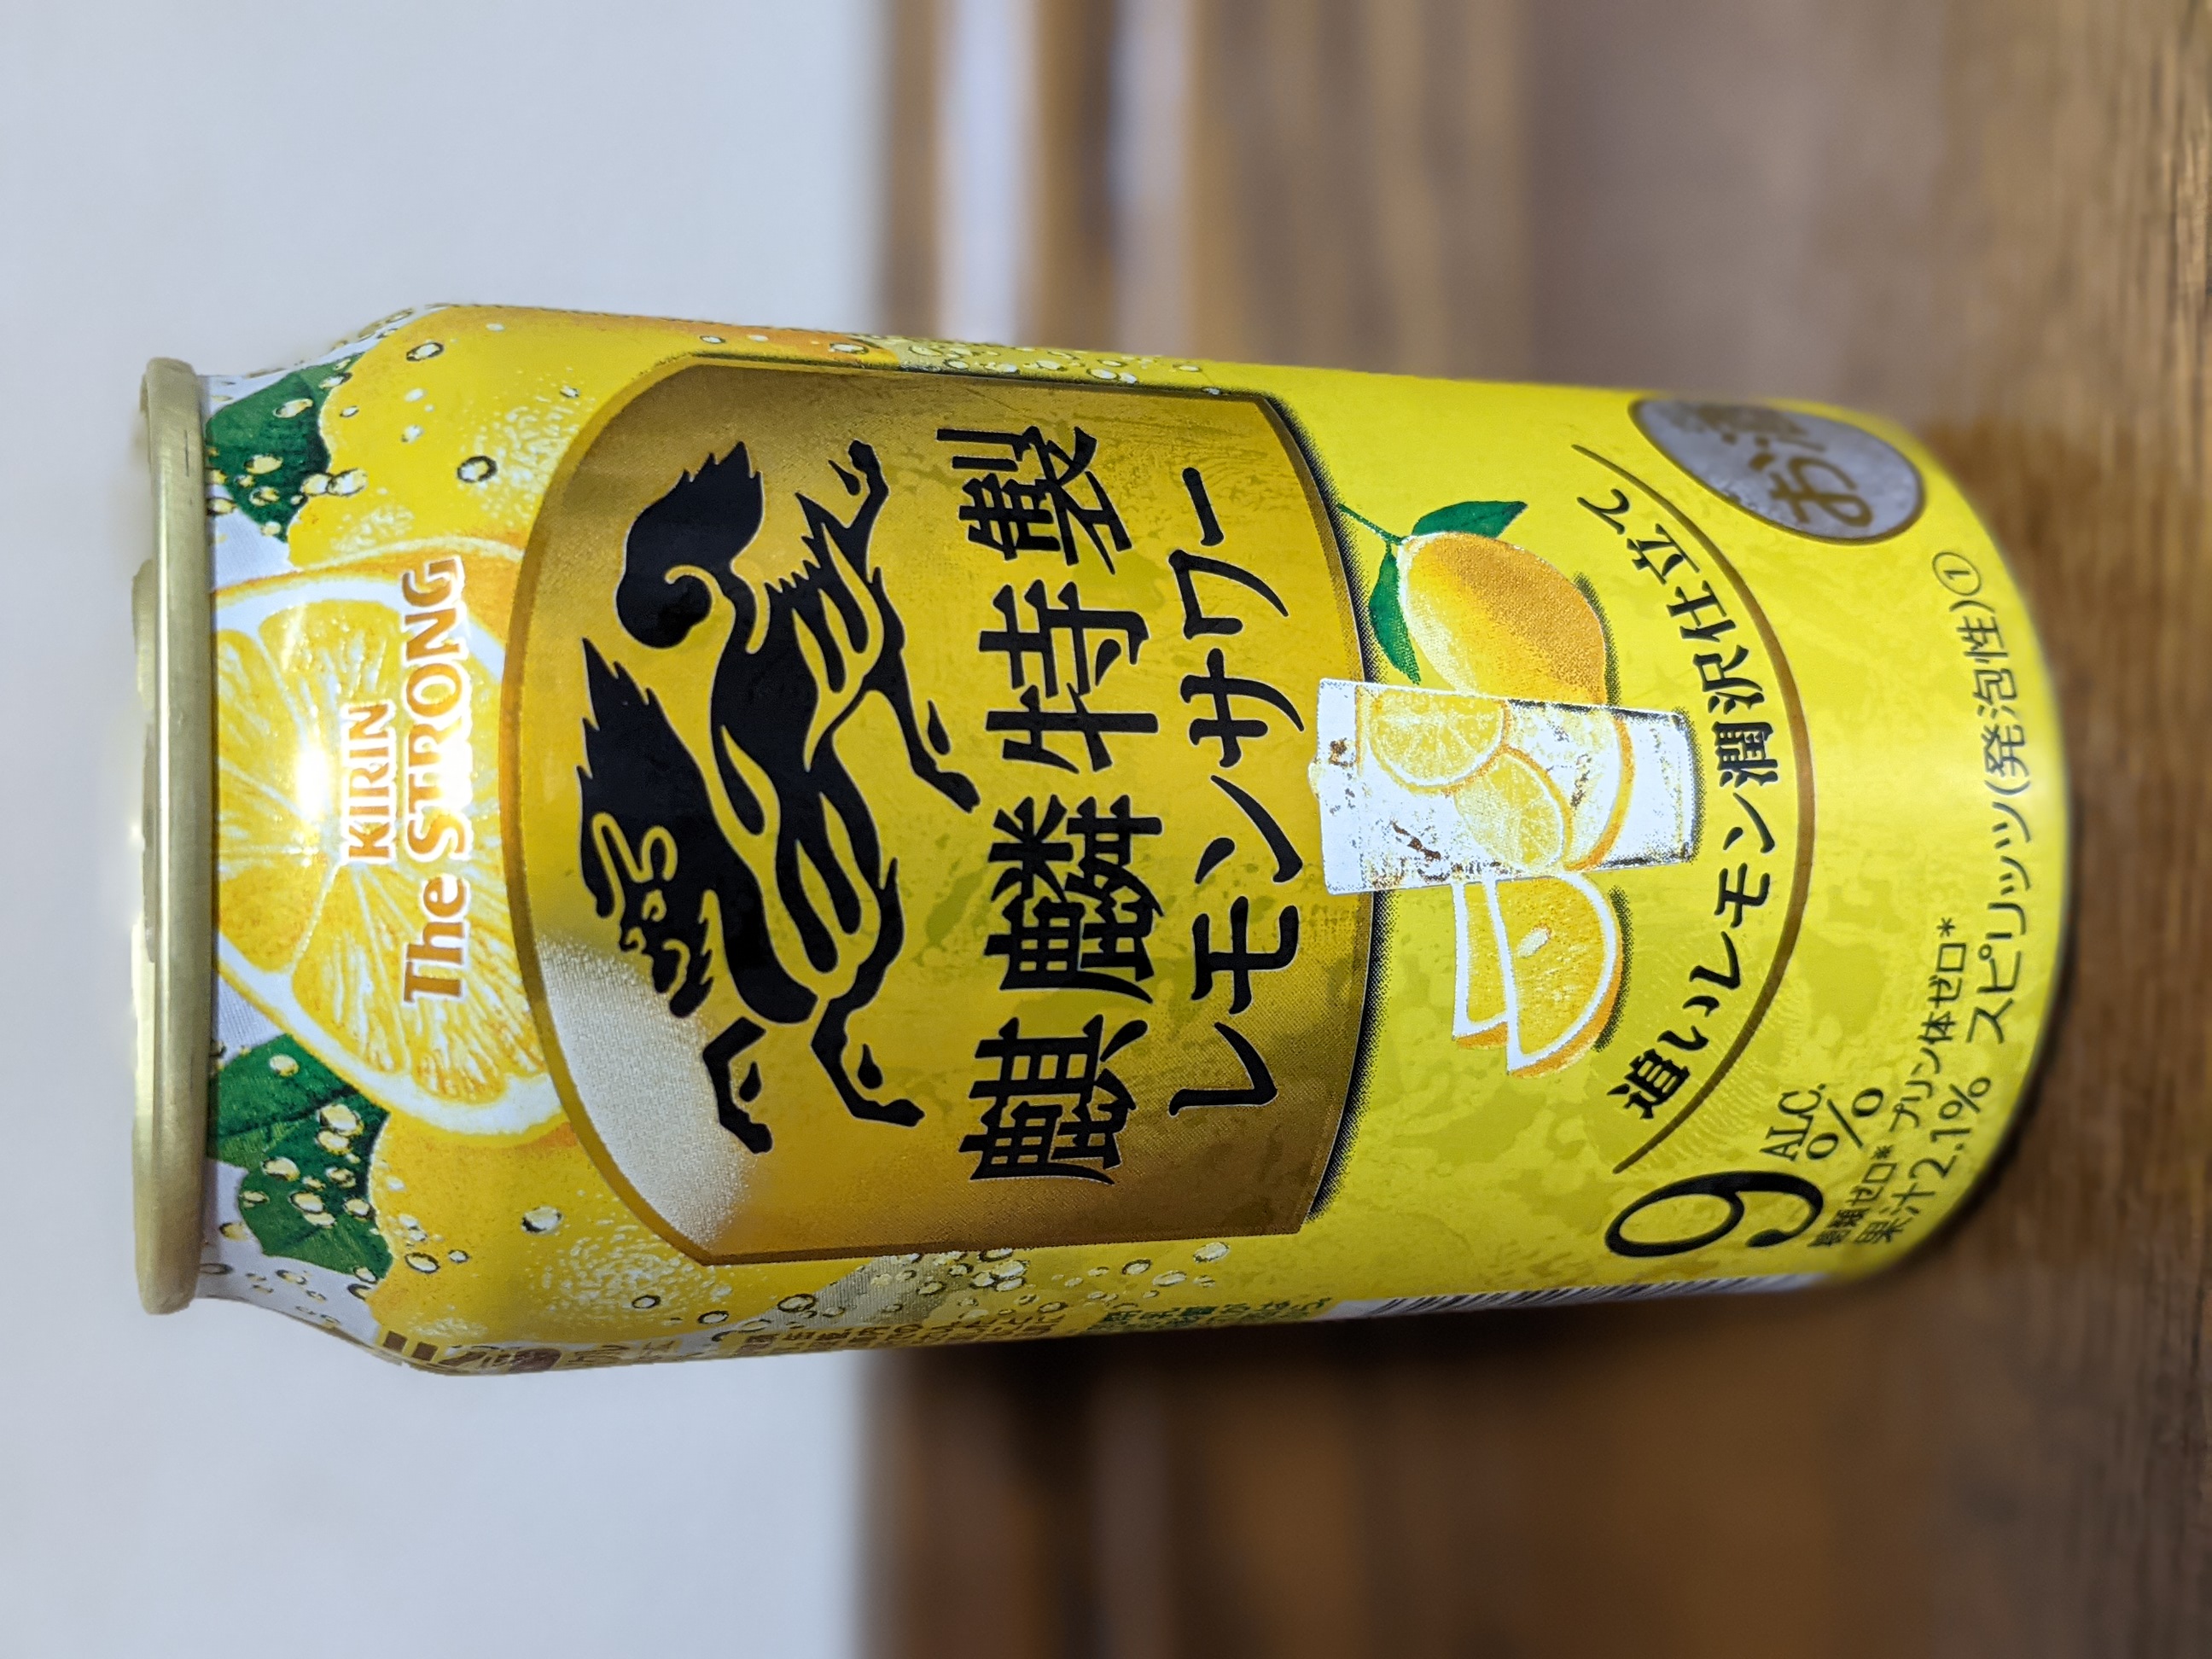 KIRIN
The STRONG
麒麟特製
レモンサワー
追いレモン潤沢仕立て
お酒
9 ALC.%
糖類ゼロ* プリン体ゼロ*
果汁2.1% スピリッツ(発泡性)①